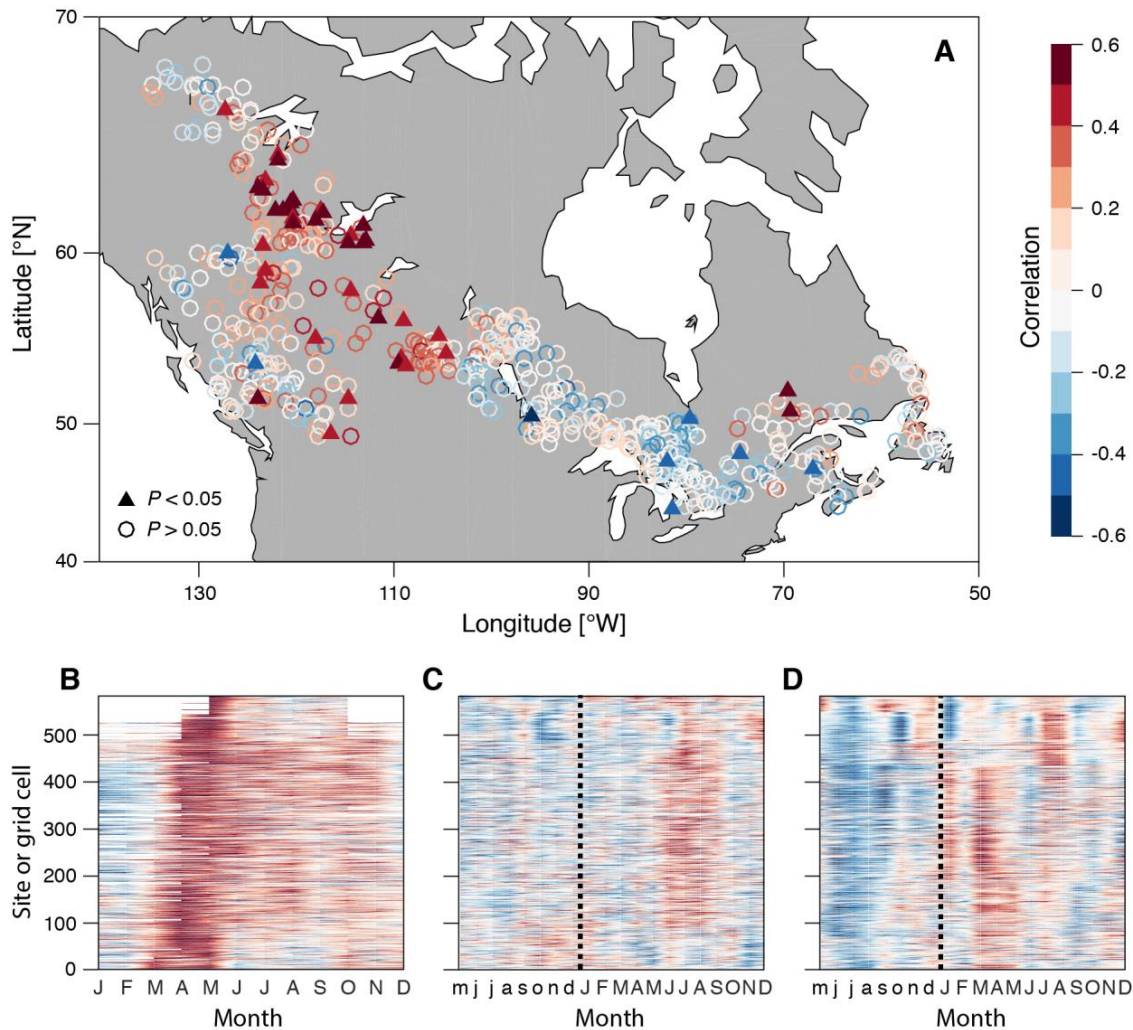 A
70
60
50
40
Latitude [°N]
P < 0.05
P > 0.05
130
110
90
70
50
Longitude [°W]
0.6
0.4
0.2
0
-0.2
-0.4
-0.6
Correlation
B
C
D
500
400
300
200
100
0
Site or grid cell
J F M A M J J A S O N D
m j j a s o n d J F M A M J J A S O N D
m j j a s o n d J F M A M J J A S O N D
Month
Month
Month